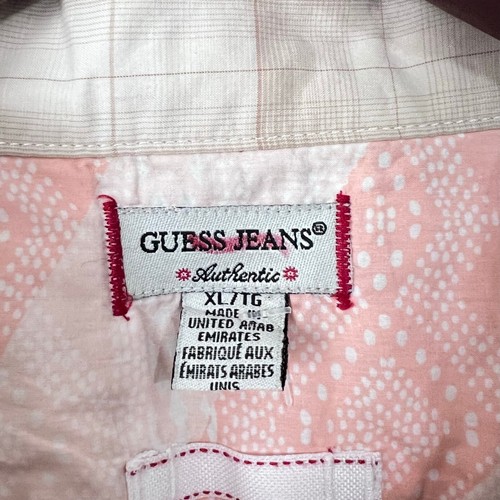 GUESS JEANS®
Authentic
XL/TG
MADE IN
UNITED ARAB
EMIRATES
FABRIQUÉ AUX
ÉMIRATS ARABES
UNIS